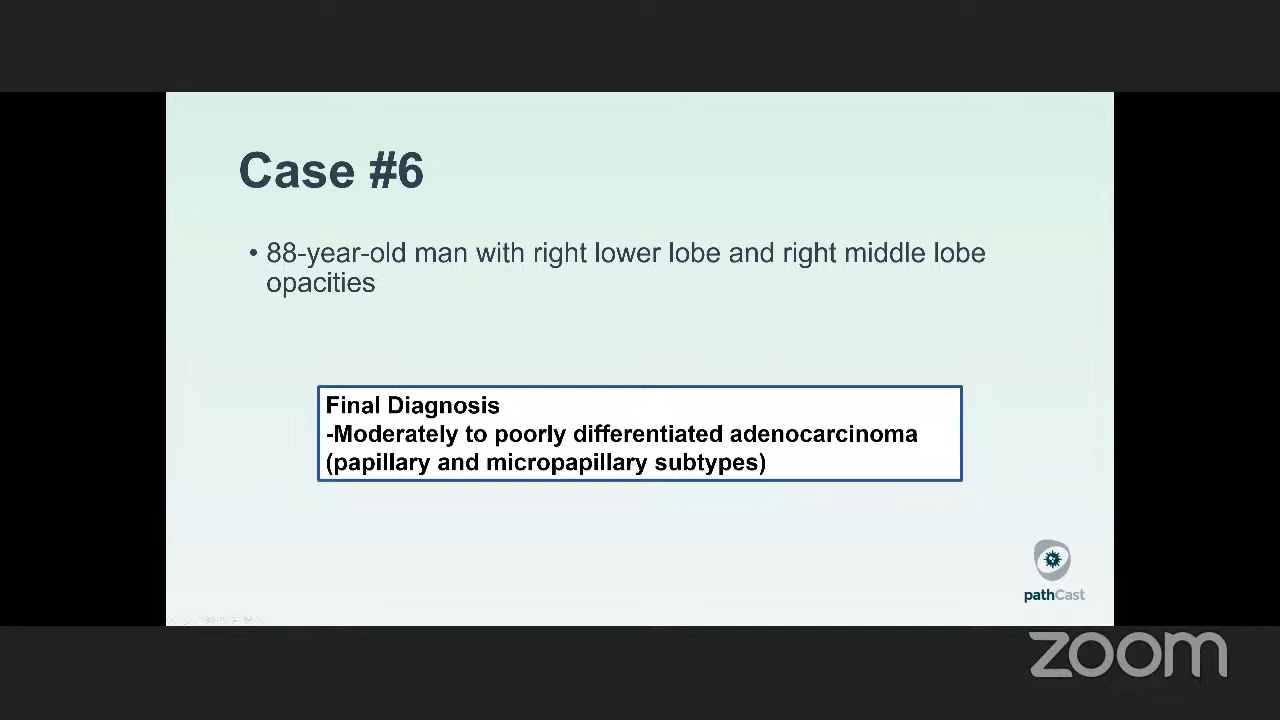 Case #6
• 88-year-old man with right lower lobe and right middle lobe
opacities
Final Diagnosis
-Moderately to poorly differentiated adenocarcinoma
(papillary and micropapillary subtypes)
pathCast
zoom